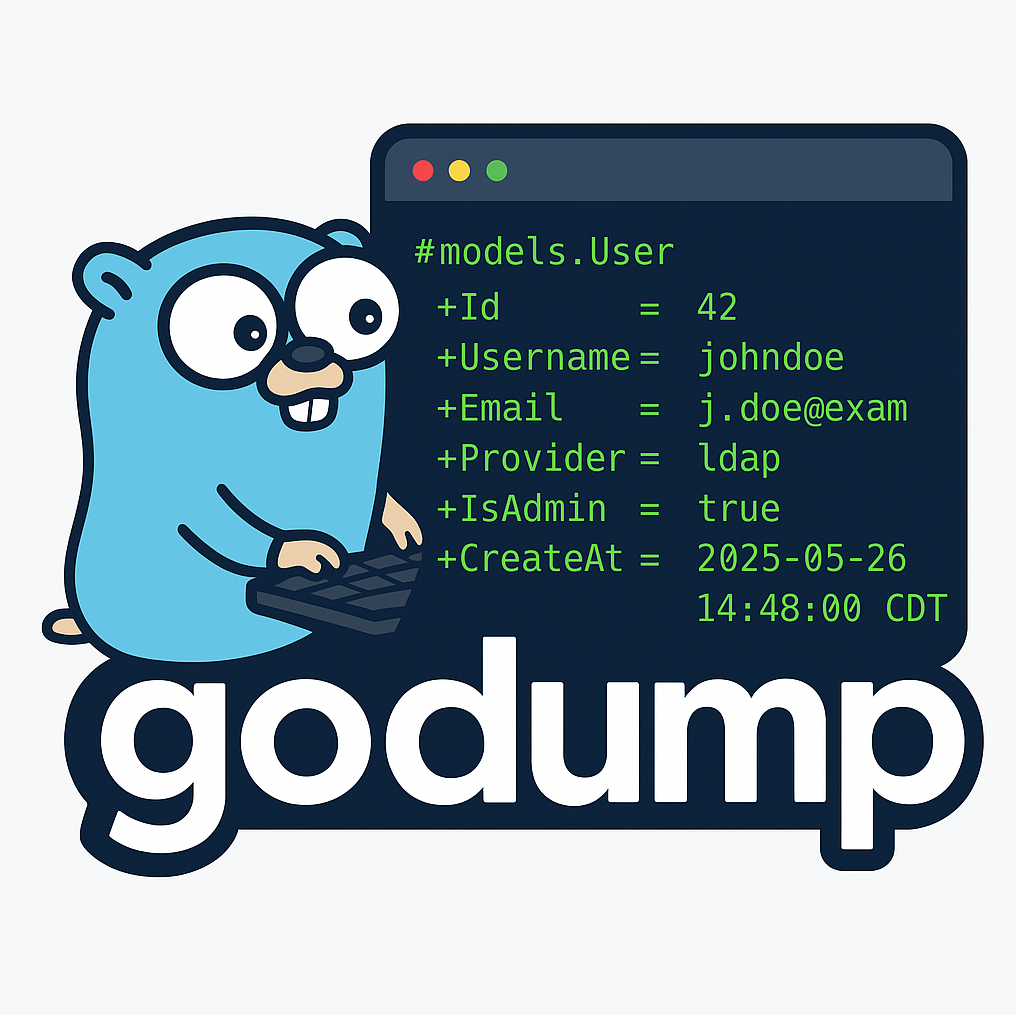 #models.User
+Id = 42
+Username = johndoe
+Email = j.doe@exam
+Provider = ldap
+IsAdmin = true
+CreateAt = 2025-05-26
14:48:00 CDT
godump